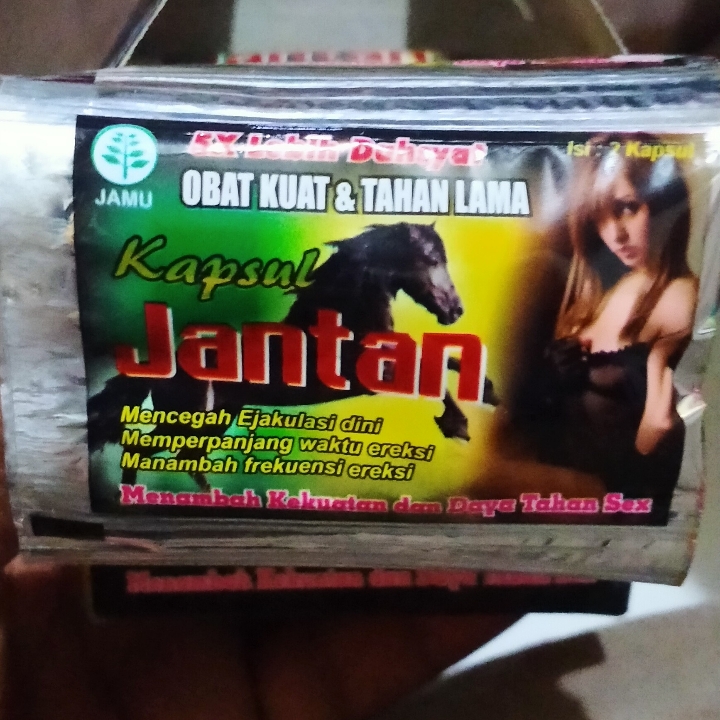 5X Lebih Dahsyat
Isi : 2 Kapsul
JAMU
OBAT KUAT & TAHAN LAMA
Kapsul
Jantan
Mencegah Ejakulasi dini
Memperpanjang waktu ereksi
Manambah frekuensi ereksi
Menambah Kekuatan dan Daya Tahan Sex